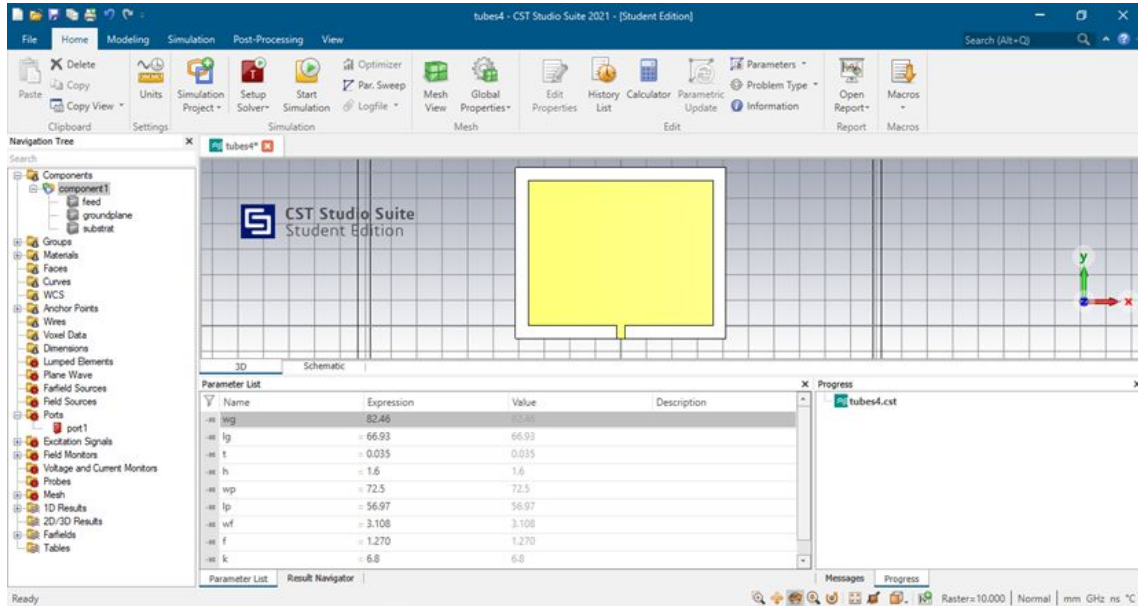 tubes4 - CST Studio Suite 2021 - [Student Edition]
File Home Modeling Simulation Post-Processing View Search (Alt+Q)
Paste
Delete
Copy
Copy View
Clipboard
Units
Settings
Simulation Project
Setup Solver
Start Simulation
Optimizer
Par. Sweep
Logfile
Simulation
Mesh View
Global Properties
Mesh
Edit Properties
History List
Calculator
Parametric Update
Parameters
Problem Type
Information
Edit
Open Report
Report
Macros
Macros
Navigation Tree
Search
Components
component1
feed
groundplane
substrat
Groups
Materials
Faces
Curves
WCS
Anchor Points
Wires
Voxel Data
Dimensions
Lumped Elements
Plane Wave
Farfield Sources
Field Sources
Ports
port1
Excitation Signals
Field Monitors
Voltage and Current Monitors
Probes
Mesh
1D Results
2D/3D Results
Farfields
Tables
tubes4*
CST Studio Suite
Student Edition
y
z x
3D Schematic
Parameter List
Name Expression Value Description
wg 82.46 82.46
lg = 66.93 66.93
t = 0.035 0.035
h = 1.6 1.6
wp = 72.5 72.5
lp = 56.97 56.97
wf = 3.108 3.108
f = 1.270 1.270
k = 6.8 6.8
Parameter List Result Navigator
Progress
tubes4.cst
Messages Progress
Ready Raster=10.000 Normal mm GHz ns °C